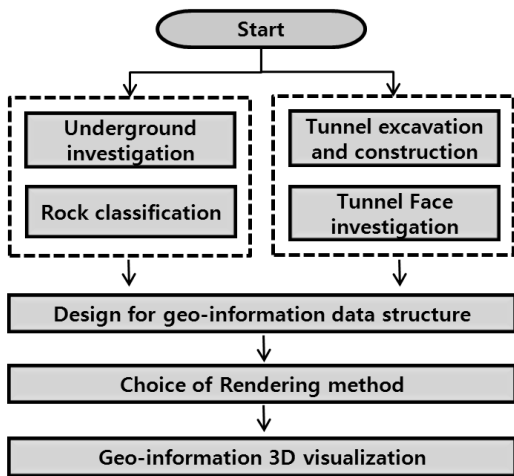 Start
Underground
investigation
Rock classification
Tunnel excavation
and construction
Tunnel Face
investigation
Design for geo-information data structure
Choice of Rendering method
Geo-information 3D visualization